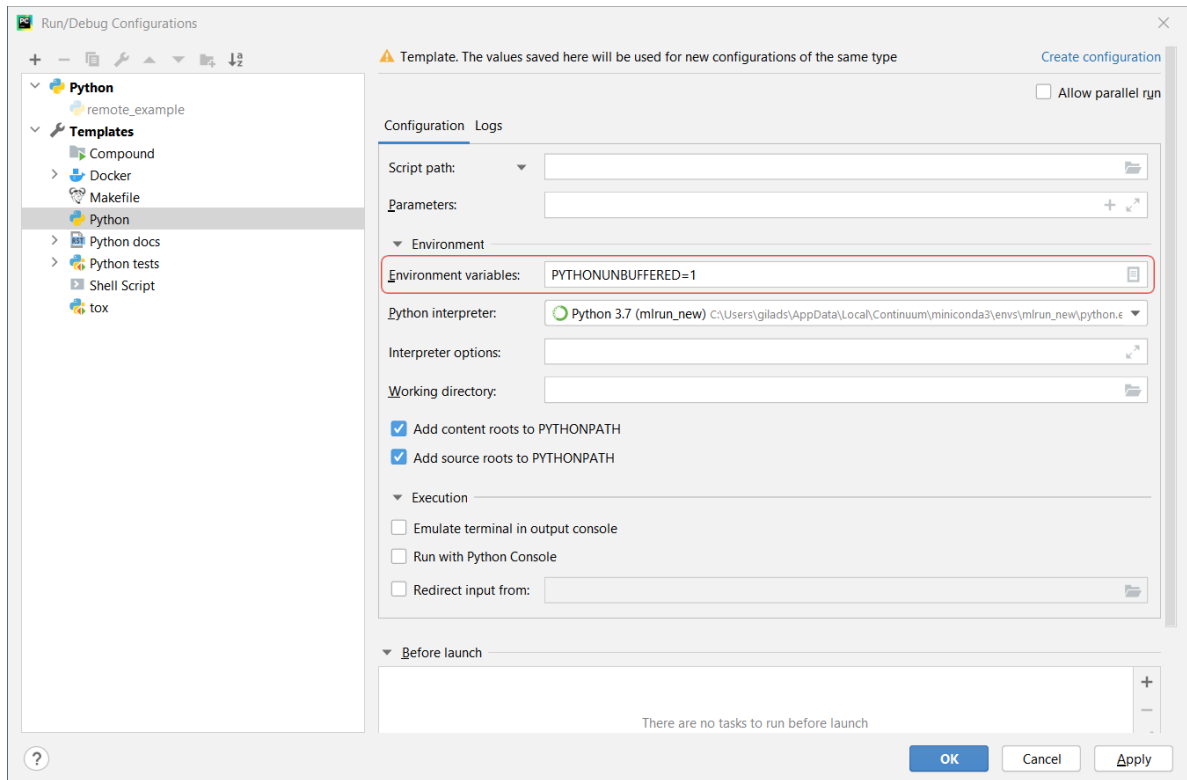 PC Run/Debug Configurations
Python
remote_example
Templates
Compound
Docker
Makefile
Python
RST Python docs
Python tests
Shell Script
tox
Template. The values saved here will be used for new configurations of the same type
Create configuration
Allow parallel run
Configuration Logs
Script path:
Parameters:
Environment
Environment variables: PYTHONUNBUFFERED=1
Python interpreter: Python 3.7 (mlrun_new) C:\Users\gilads\AppData\Local\Continuum\miniconda3\envs\mlrun_new\python.e
Interpreter options:
Working directory:
Add content roots to PYTHONPATH
Add source roots to PYTHONPATH
Execution
Emulate terminal in output console
Run with Python Console
Redirect input from:
Before launch
There are no tasks to run before launch
? OK Cancel Apply